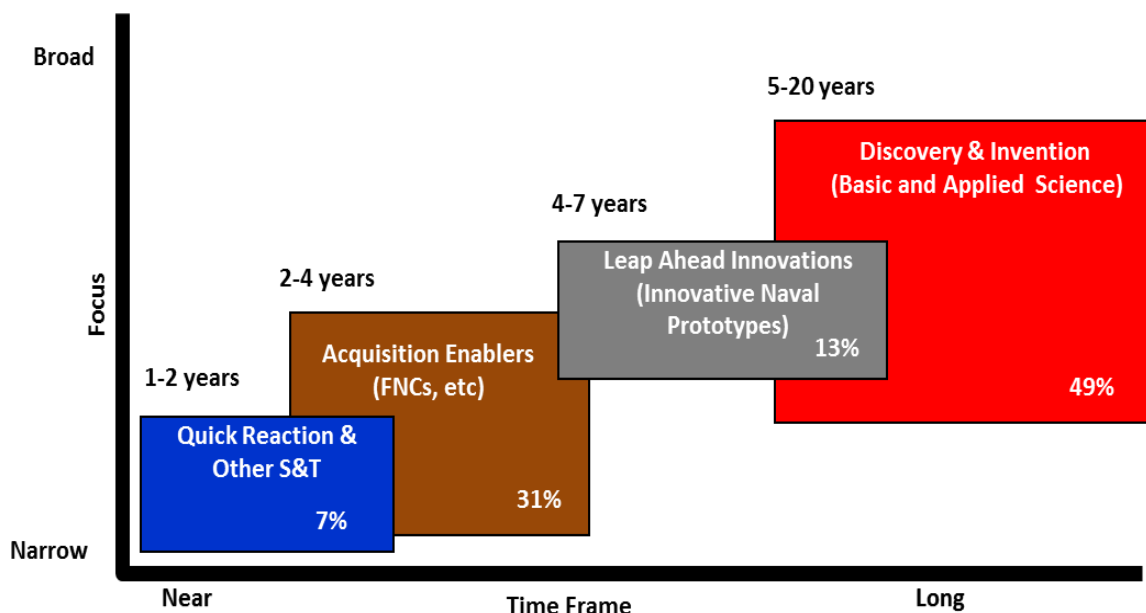 Broad
5-20 years
Discovery & Invention
(Basic and Applied Science)
49%
4-7 years
Leap Ahead Innovations
(Innovative Naval
Prototypes)
13%
2-4 years
Acquisition Enablers
(FNCs, etc)
31%
1-2 years
Quick Reaction &
Other S&T
7%
Focus
Narrow
Near
Time Frame
Long